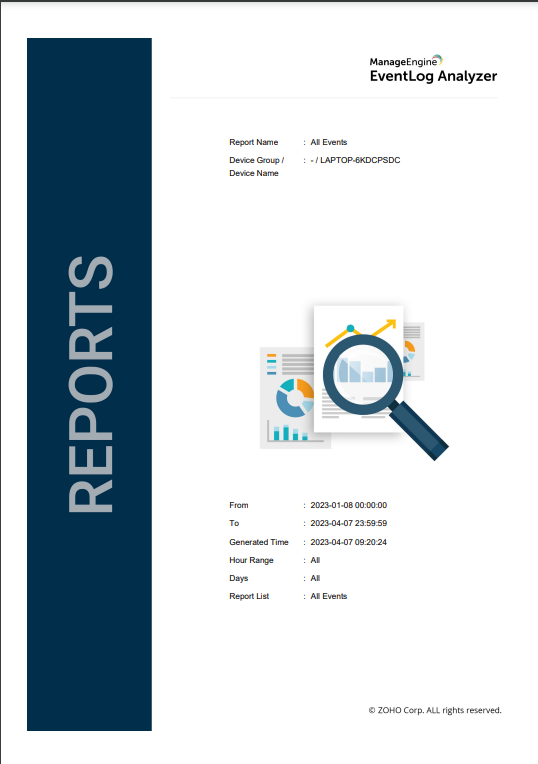 ManageEngine
EventLog Analyzer
Report Name : All Events
Device Group / : - / LAPTOP-6KDCPSDC
Device Name
REPORTS
From : 2023-01-08 00:00:00
To : 2023-04-07 23:59:59
Generated Time : 2023-04-07 09:20:24
Hour Range : All
Days : All
Report List : All Events
© ZOHO Corp. ALL rights reserved.